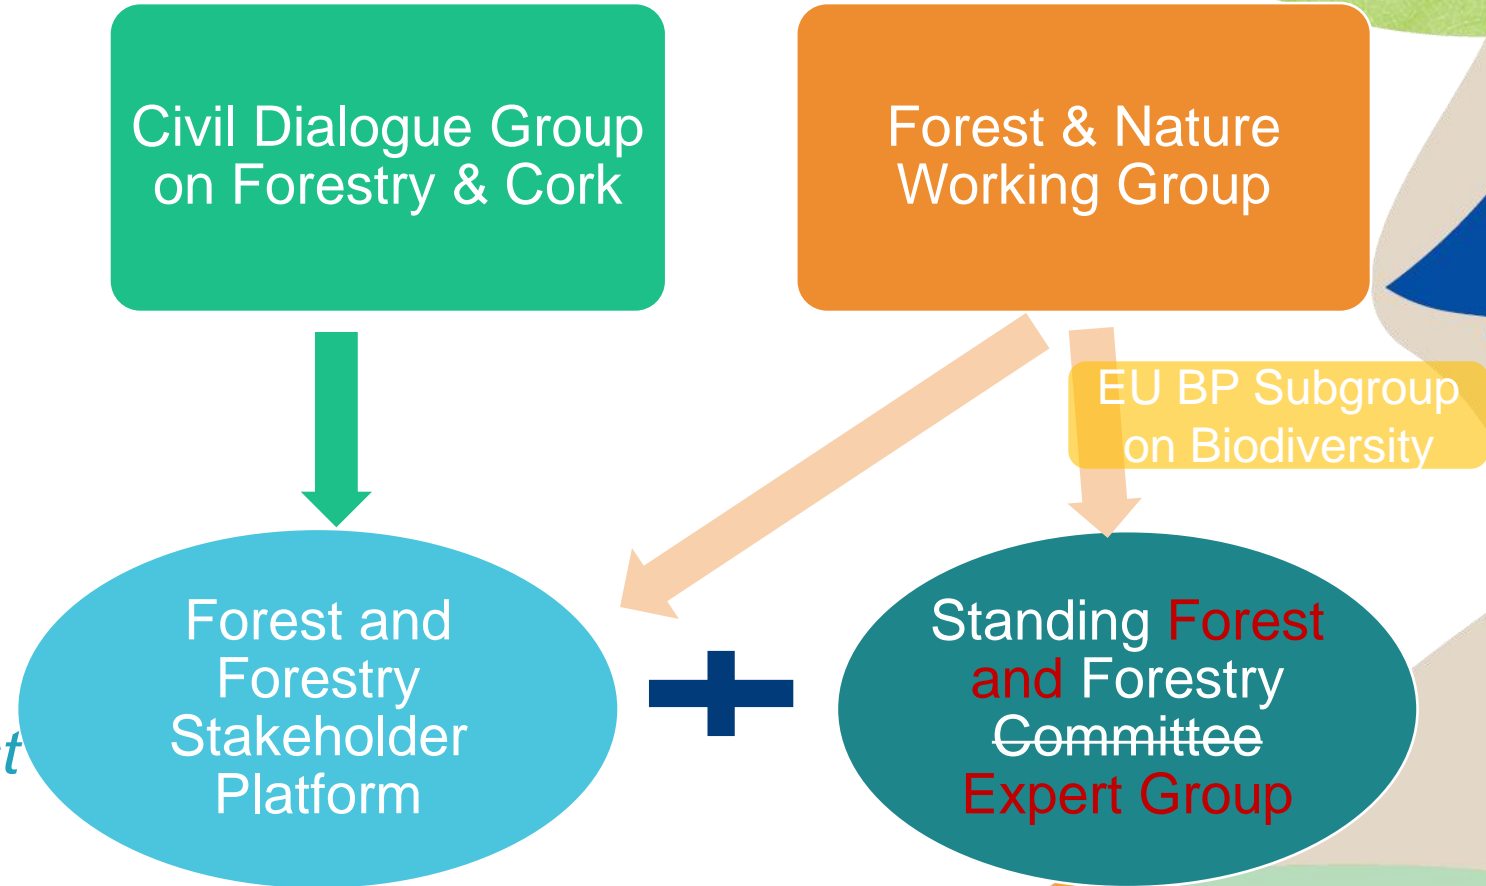 Civil Dialogue Group
on Forestry & Cork
Forest & Nature
Working Group
EU BP Subgroup
on Biodiversity
Forest and
Forestry
Stakeholder
Platform
Standing Forest
and Forestry
Committee
Expert Group